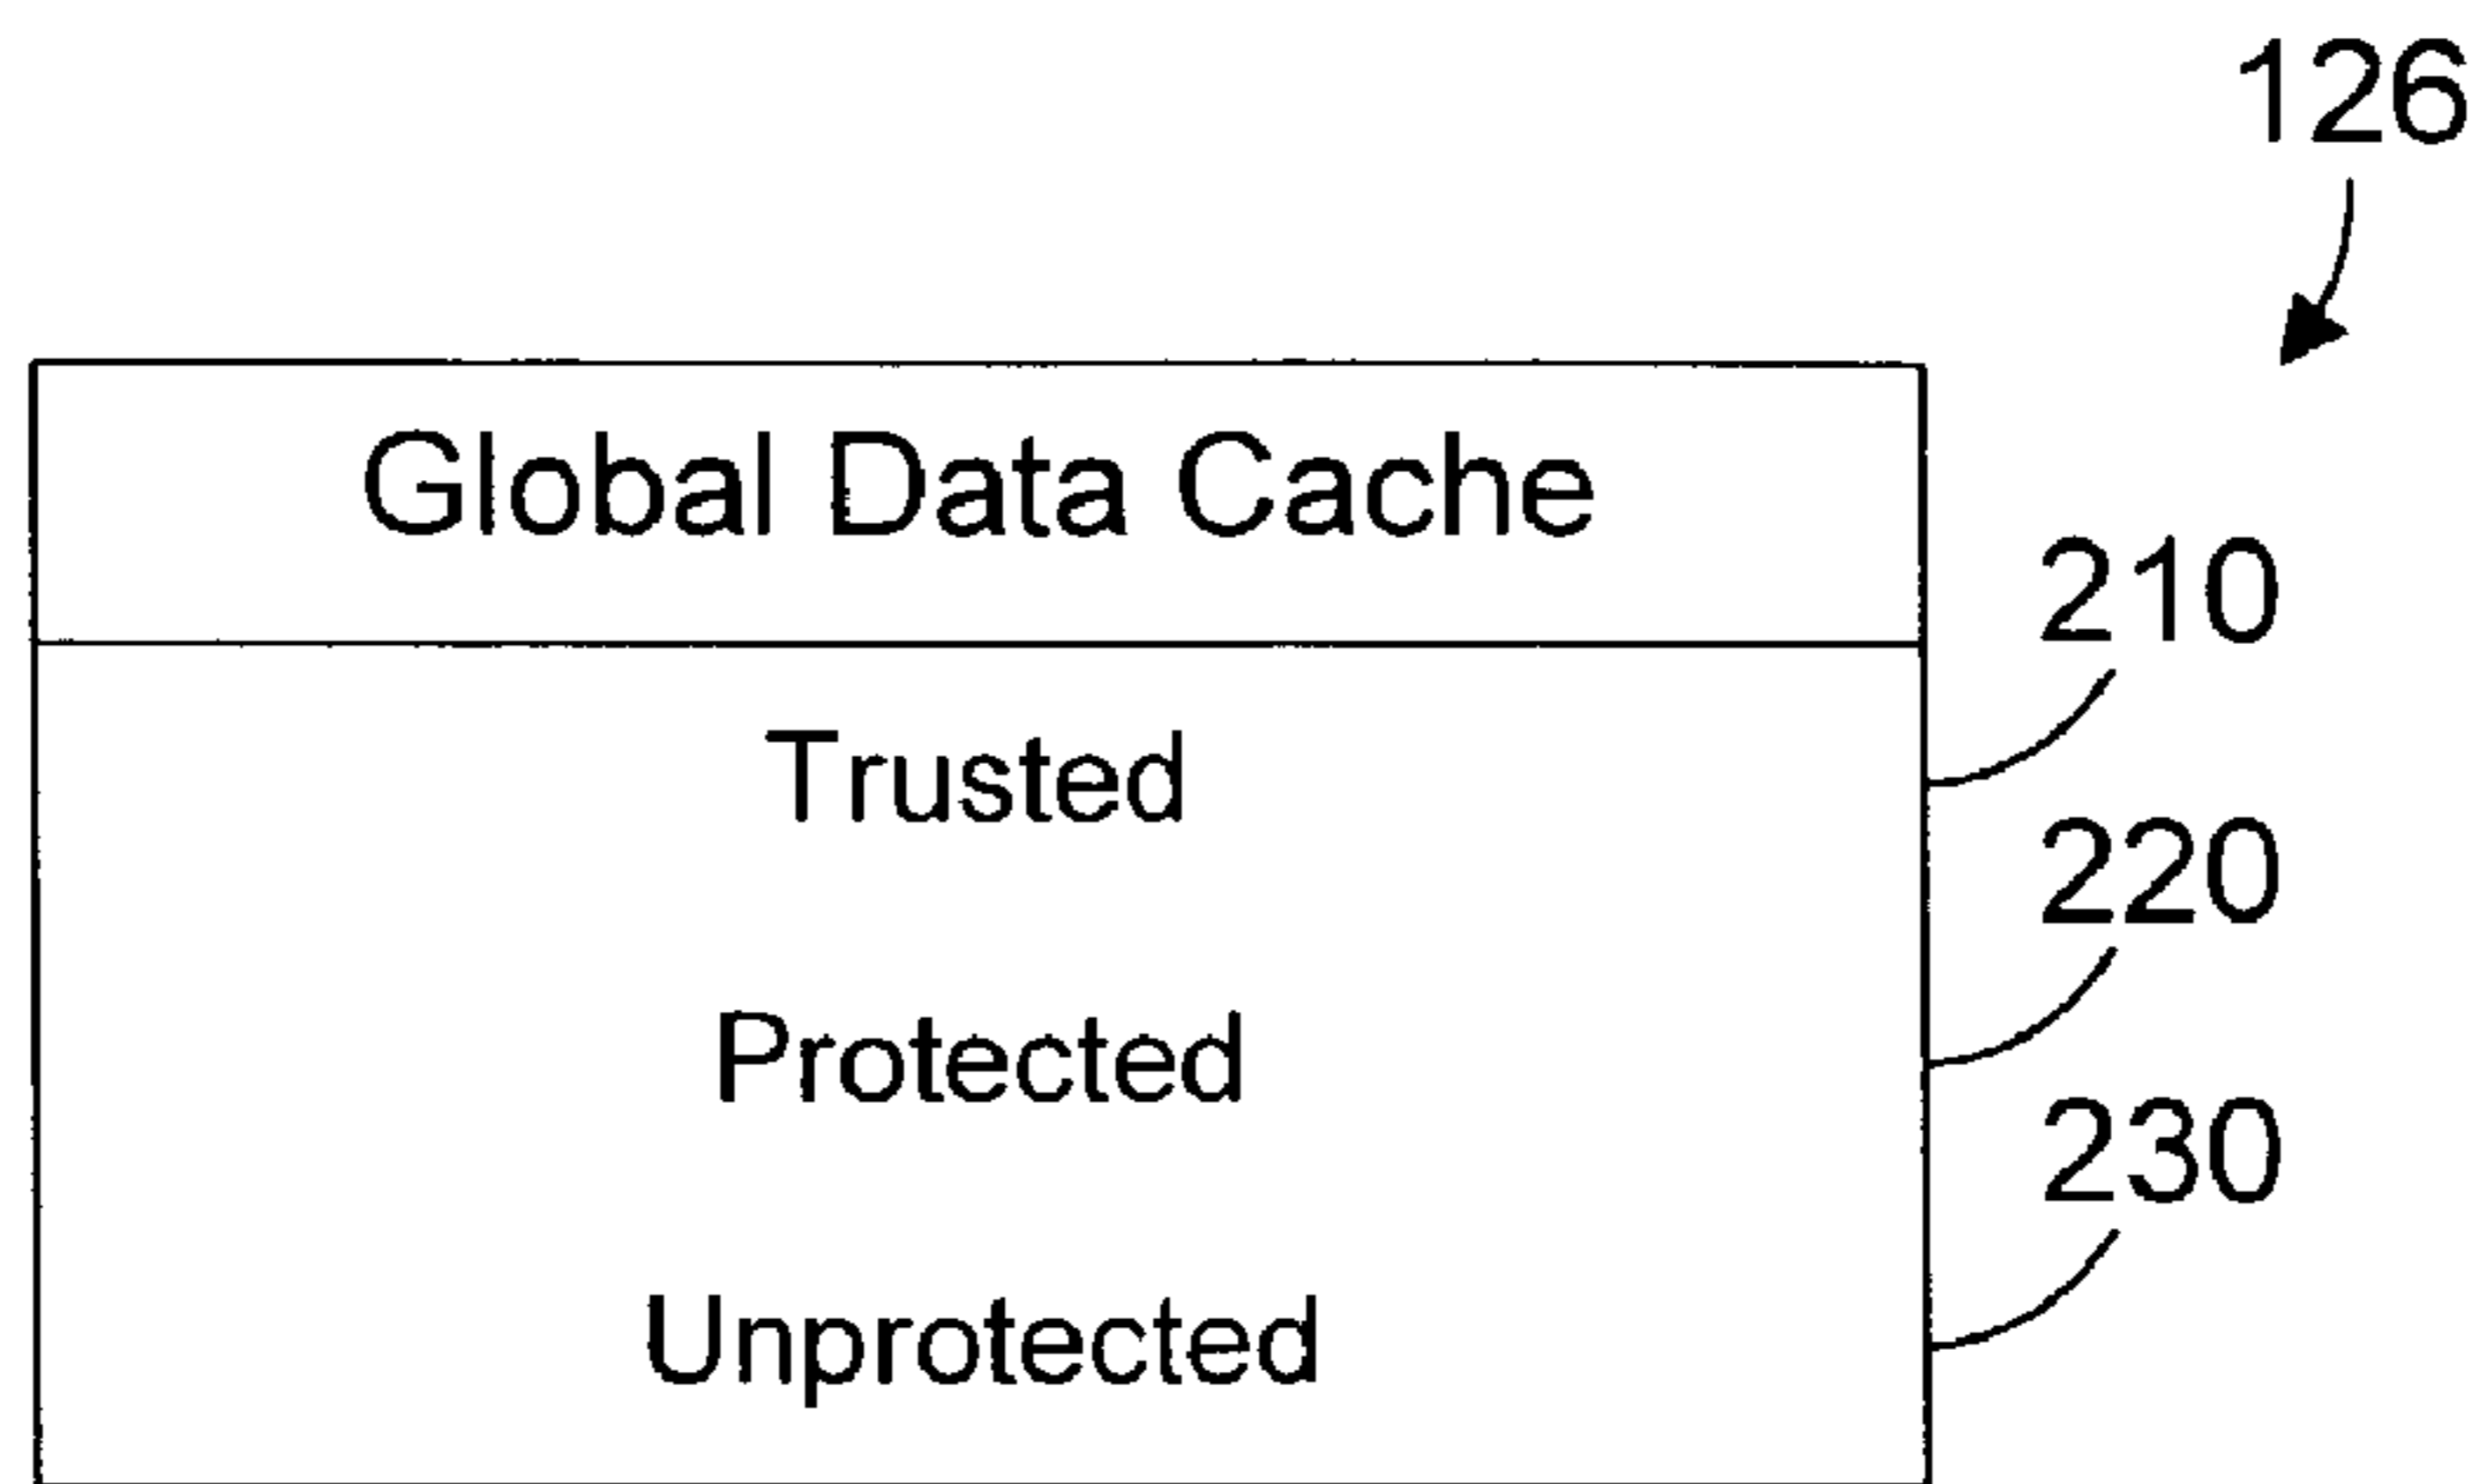 126
Global Data Cache
210
Trusted
220
Protected
230
Unprotected